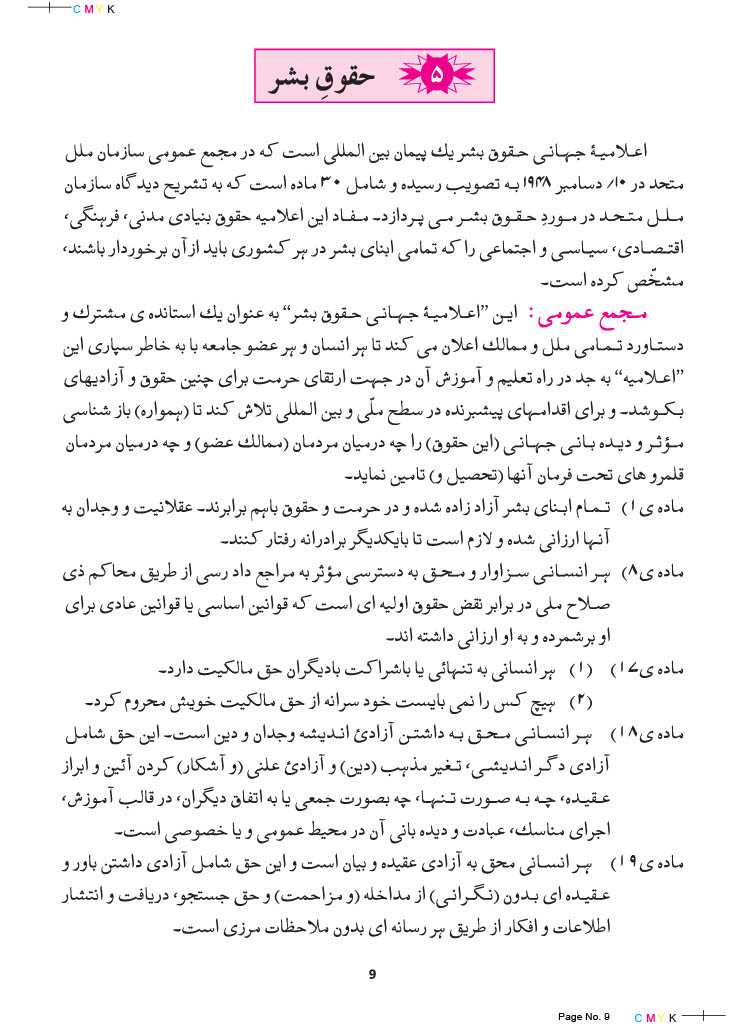 C M Y K
۵ حقوقِ بشر
اعلامیۀ جهانی حقوق بشر یك پیمان بین المللی است كه در مجمع عمومی سازمان ملل
متحد در ۱۰/ دسامبر ۱۹۴۸ به تصویب رسیده و شامل ۳۰ ماده است كه به تشریح دیدگاه سازمان
ملل متحد در موردِ حقوق بشر می پردازد۔ مفاد این اعلامیه حقوق بنیادی مدنی، فرهنگی،
اقتصادی، سیاسی و اجتماعی را كه تمامی ابنای بشر در هر كشوری باید ازآن برخوردار باشند،
مشخّص كرده است۔
مجمع عمومی: این ”اعلامیۀ جهانی حقوق بشر“ به عنوان یك استانده ی مشترك و
دستاورد تمامی ملل و ممالك اعلان می كند تا هر انسان و هر عضو جامعه با به خاطر سپاری این
”اعلامیه“ به جد در راه تعلیم و آموزش آن در جهت ارتقای حرمت برای چنین حقوق و آزادیهای
بكوشد۔ و برای اقدامهای پیشبرنده در سطح ملّی و بین المللی تلاش كند تا (همواره) باز شناسی
مؤثر و دیده بانی جهانی (این حقوق) را چه درمیان مردمان (ممالك عضو) و چه درمیان مردمان
قلمرو های تحت فرمان آنها (تحصیل و) تامین نماید۔
ماده ی۱) تمام ابنای بشر آزاد زاده شده و در حرمت و حقوق باهم برابرند۔ عقلانیت و وجدان به
آنها ارزانی شده و لازم است تا بایكدیگر برادرانه رفتار كنند۔
ماده ی۸) هر انسانی سزاوار و محق به دسترسی مؤثر به مراجع داد رسی از طریق محاكم ذی
صلاح ملی در برابر نقض حقوق اولیه ای است كه قوانین اساسی یا قوانین عادی برای
او برشمرده و به او ارزانی داشته اند۔
ماده ی۱۷) (۱) هر انسانی به تنهائی یا باشراكت بادیگران حق مالكیت دارد۔
(۲) هیچ كس را نمی بایست خود سرانه از حق مالكیت خویش محروم كرد۔
ماده ی۱۸) هر انسانی محق به داشتن آزادئ اندیشه وجدان و دین است۔ این حق شامل
آزادی دگر اندیشی، تغیر مذهب (دین) و آزادئ علنی (و آشكار) كردن آئین و ابراز
عقیده، چه به صورت تنها، چه بصورت جمعی یا به اتفاق دیگران، در قالب آموزش،
اجرای مناسك، عبادت و دیده بانی آن در محیط عمومی و یا خصوصی است۔
ماده ی۱۹) هر انسانی محق به آزادی عقیده و بیان است و این حق شامل آزادی داشتن باور و
عقیده ای بدون (نگرانی) از مداخله (و مزاحمت) و حق جستجو، دریافت و انتشار
اطلاعات و افكار از طریق هر رسانه ای بدون ملاحظات مرزی است۔
9
Page No. 9 C M Y K